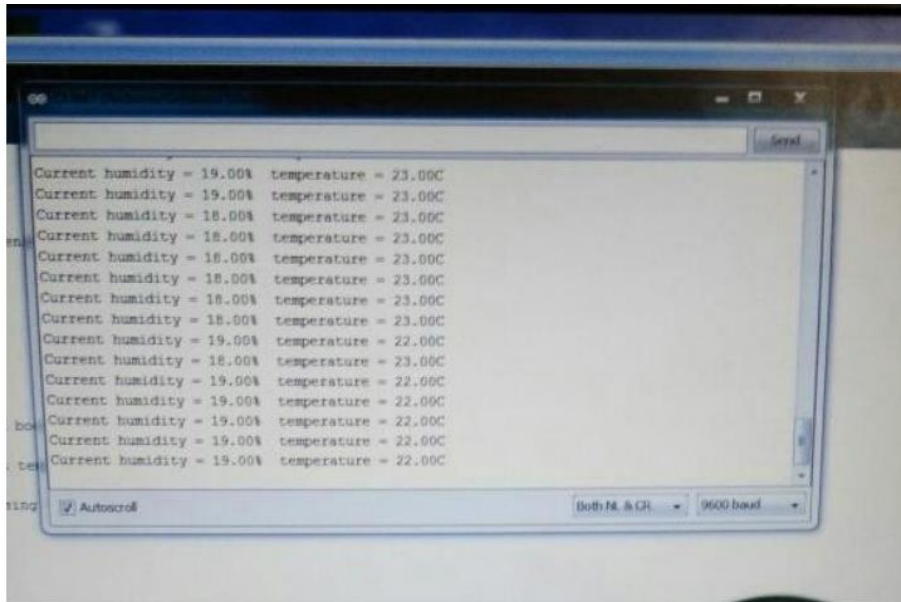 Send
Current humidity = 19.00%  temperature = 23.00C
Current humidity = 19.00%  temperature = 23.00C
Current humidity = 18.00%  temperature = 23.00C
Current humidity = 18.00%  temperature = 23.00C
Current humidity = 18.00%  temperature = 23.00C
Current humidity = 18.00%  temperature = 23.00C
Current humidity = 18.00%  temperature = 23.00C
Current humidity = 18.00%  temperature = 23.00C
Current humidity = 19.00%  temperature = 22.00C
Current humidity = 18.00%  temperature = 23.00C
Current humidity = 19.00%  temperature = 22.00C
Current humidity = 19.00%  temperature = 22.00C
Current humidity = 19.00%  temperature = 22.00C
Current humidity = 19.00%  temperature = 22.00C
Current humidity = 19.00%  temperature = 22.00C
Autoscroll
Both NL & CR
9600 baud